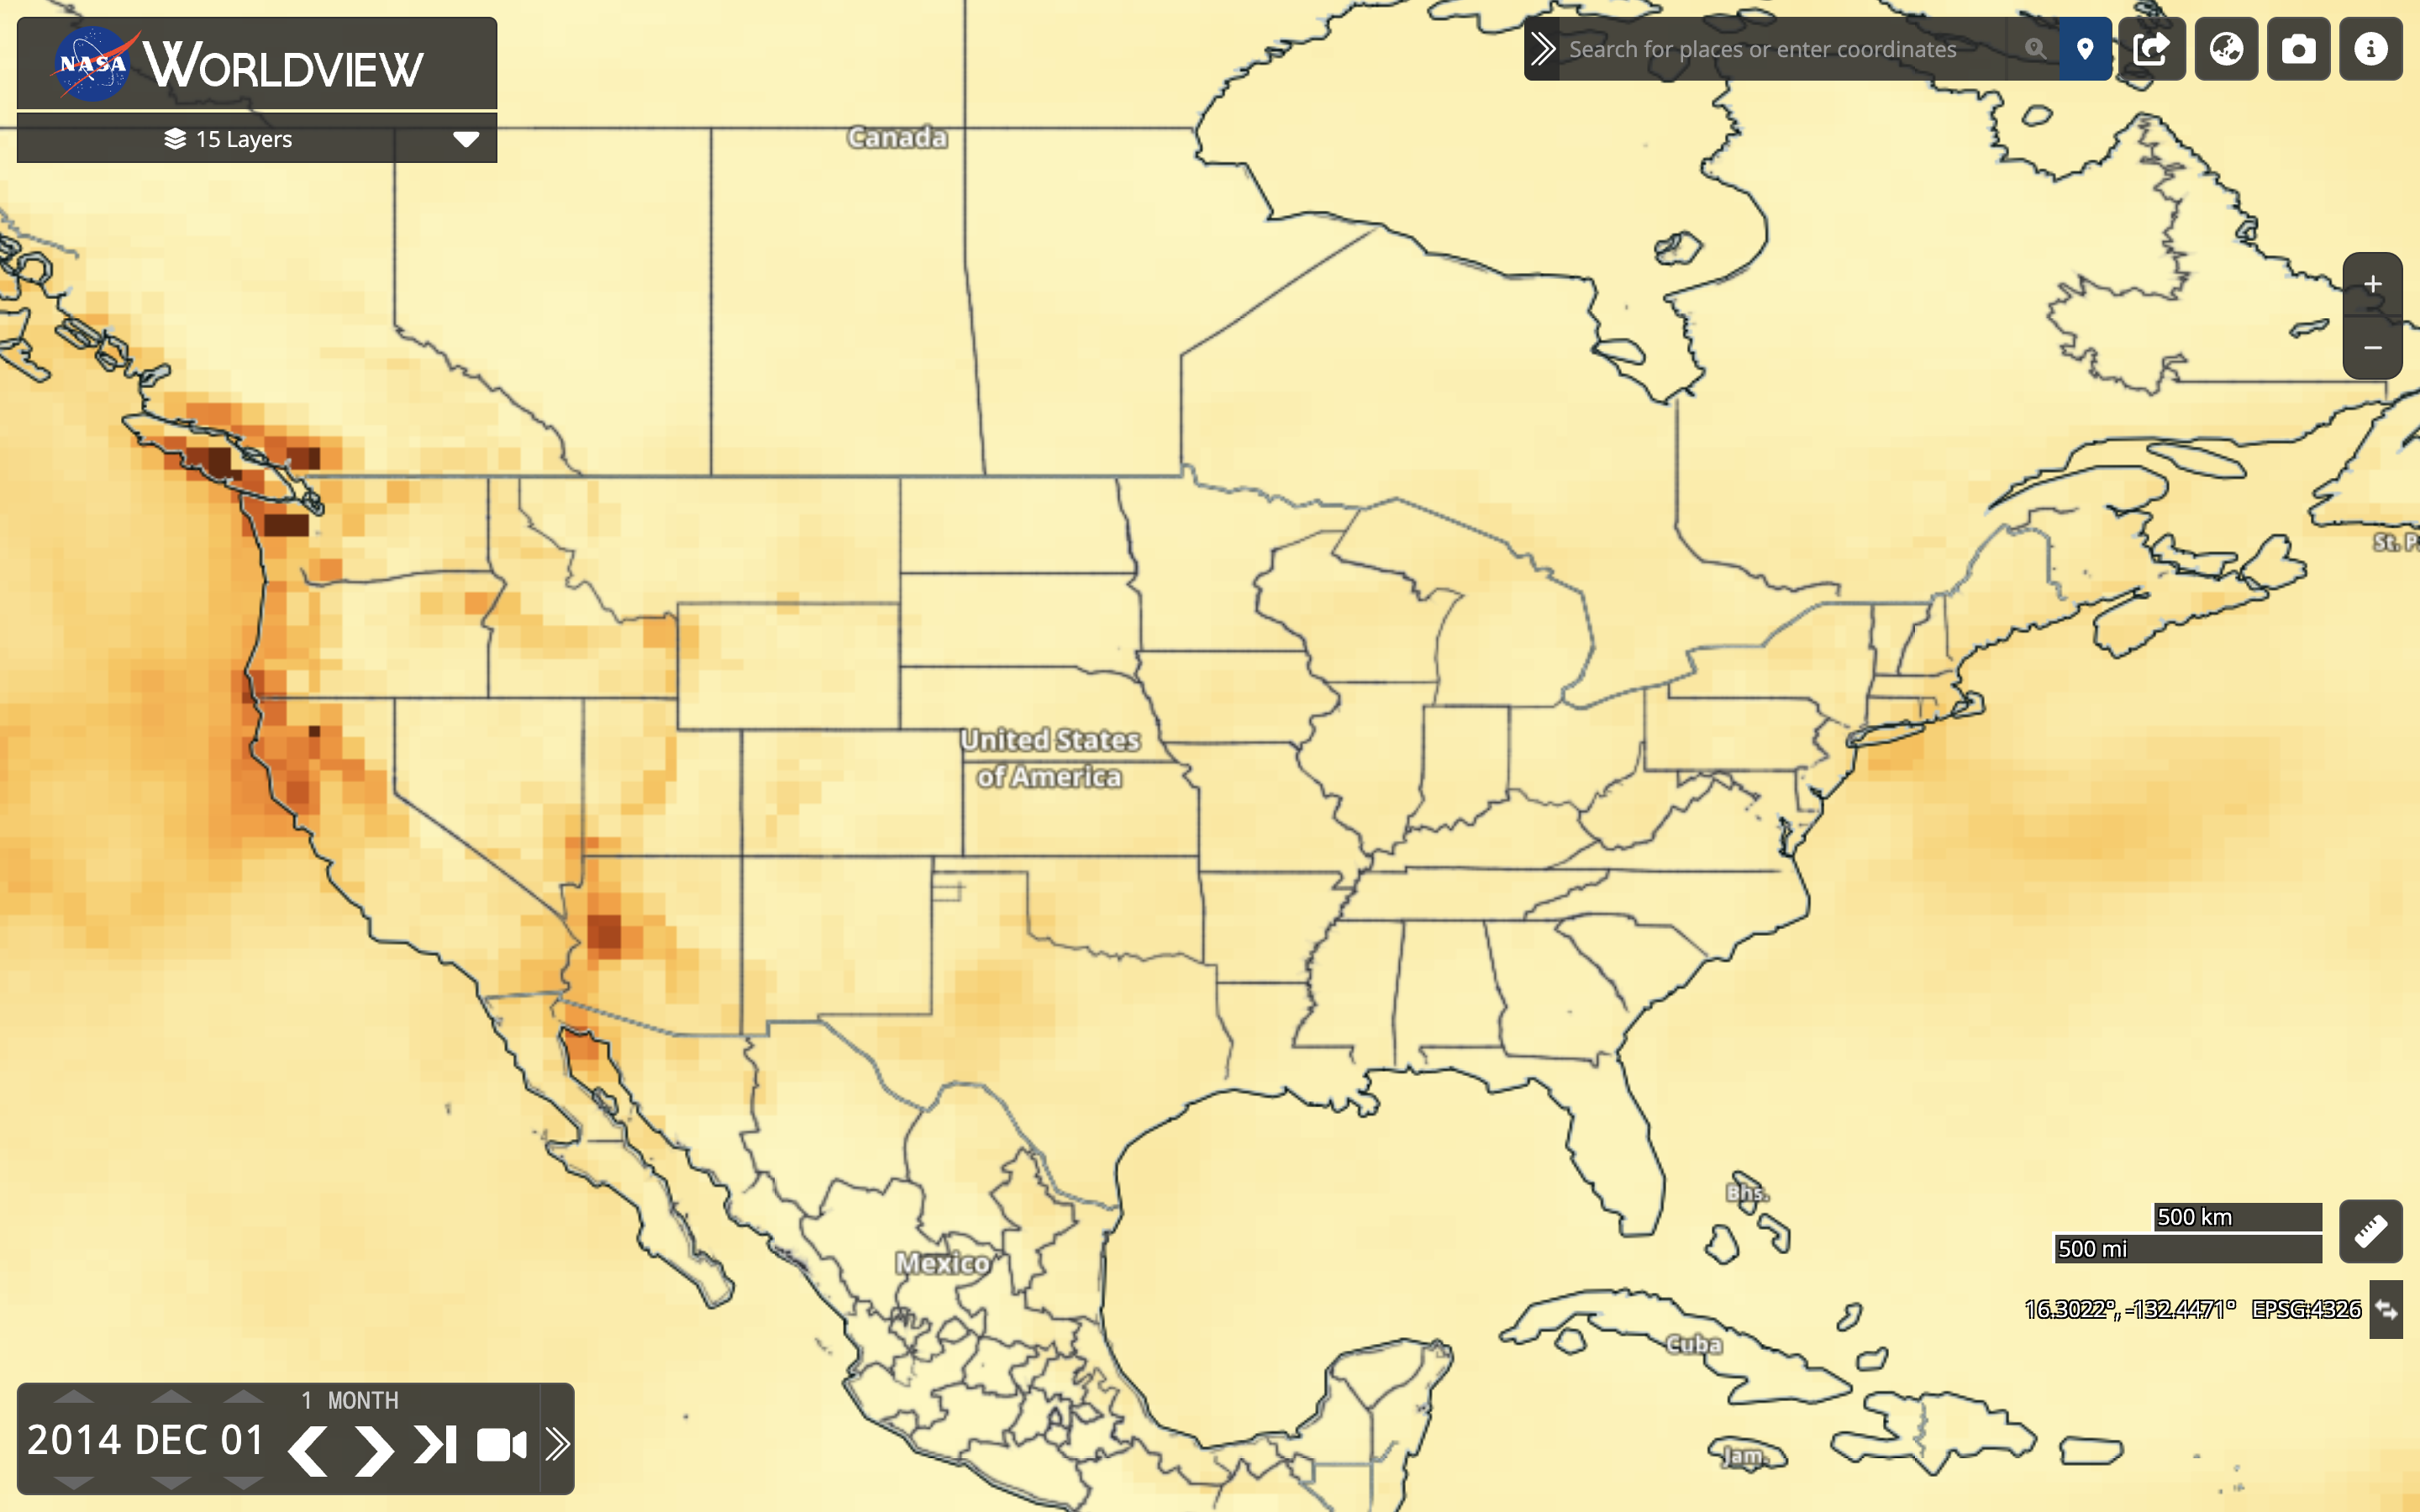 NASA WORLDVIEW
Search for places or enter coordinates
15 Layers
Canada
St. P
United States
of America
Bhs.
500 km
500 mi
Mexico
16.3022°, -132.4471° EPSG:4326
Cuba
1 MONTH
2014 DEC 01
Jam.